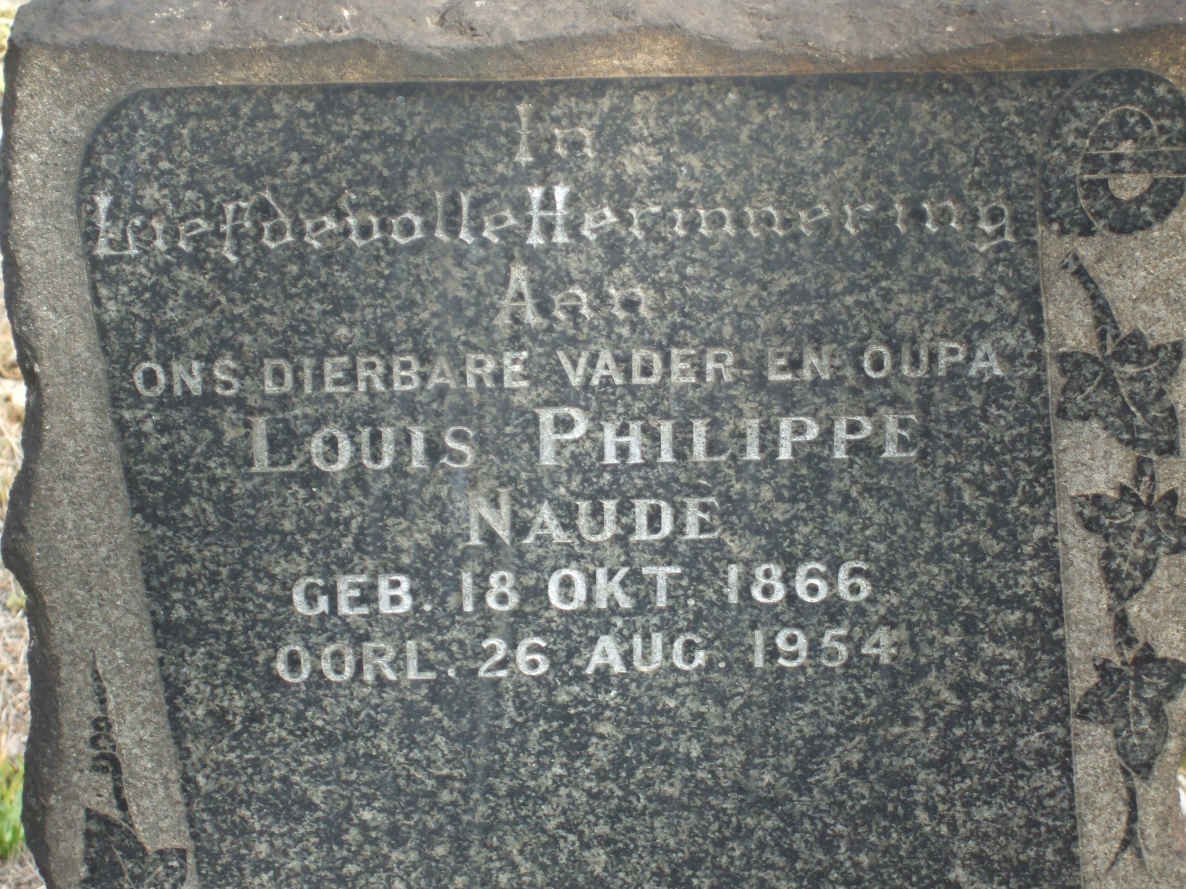 In
Liefdevolle Herinnering
Aan
ONS DIERBARE VADER EN OUPA
LOUIS PHILIPPE
NAUDE
GEB. 18 OKT. 1866
OORL. 26 AUG. 1954